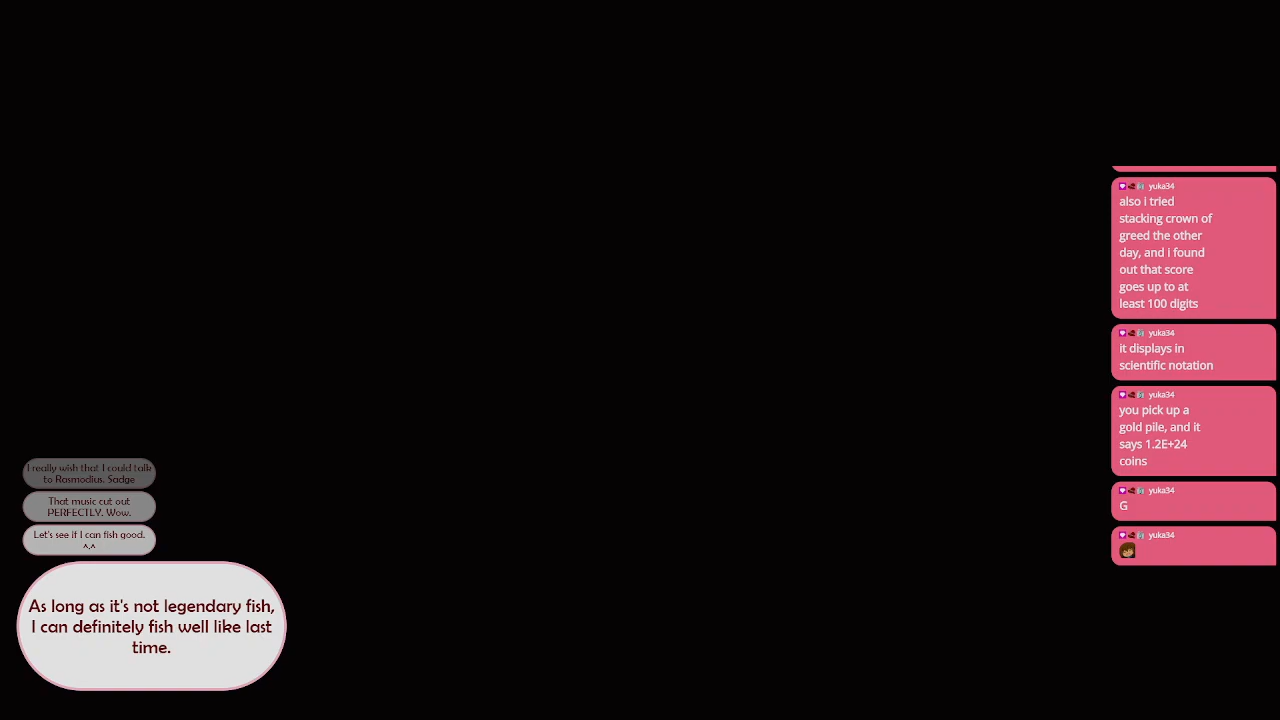 I really wish that I could talk
to Rasmodius. Sadge
That music cut out
PERFECTLY. Wow.
Let's see if I can fish good.
^.^
As long as it's not legendary fish,
I can definitely fish well like last
time.
yuka34
also i tried
stacking crown of
greed the other
day, and i found
out that score
goes up to at
least 100 digits
yuka34
it displays in
scientific notation
yuka34
you pick up a
gold pile, and it
says 1.2E+24
coins
yuka34
G
yuka34